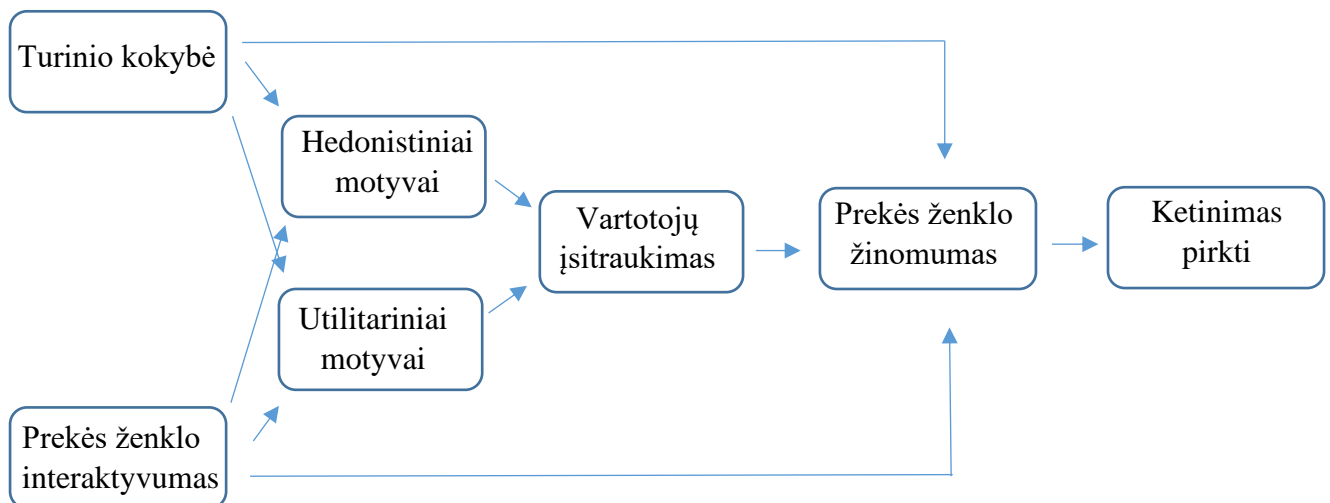 Turinio kokybė
Hedonistiniai
motyvai
Utilitariniai
motyvai
Prekės ženklo
interaktyvumas
Vartotojų
įsitraukimas
Prekės ženklo
žinomumas
Ketinimas
pirkti